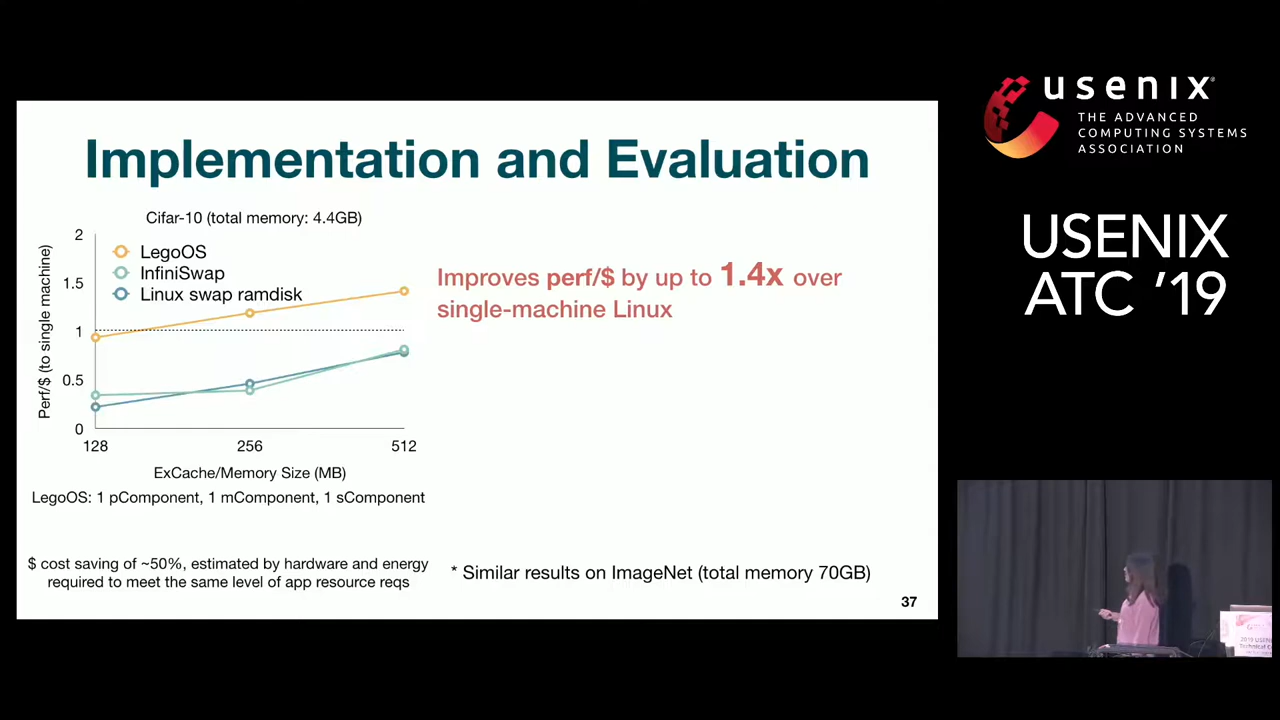 Implementation and Evaluation
Cifar-10 (total memory: 4.4GB)
2
1.5
1
0.5
0
Perf/$ (to single machine)
LegoOS
InfiniSwap
Linux swap ramdisk
128
256
512
ExCache/Memory Size (MB)
LegoOS: 1 pComponent, 1 mComponent, 1 sComponent
Improves perf/$ by up to 1.4x over
single-machine Linux
$ cost saving of ~50%, estimated by hardware and energy
required to meet the same level of app resource reqs
* Similar results on ImageNet (total memory 70GB)
37
usenix
THE ADVANCED
COMPUTING SYSTEMS
ASSOCIATION
USENIX
ATC '19